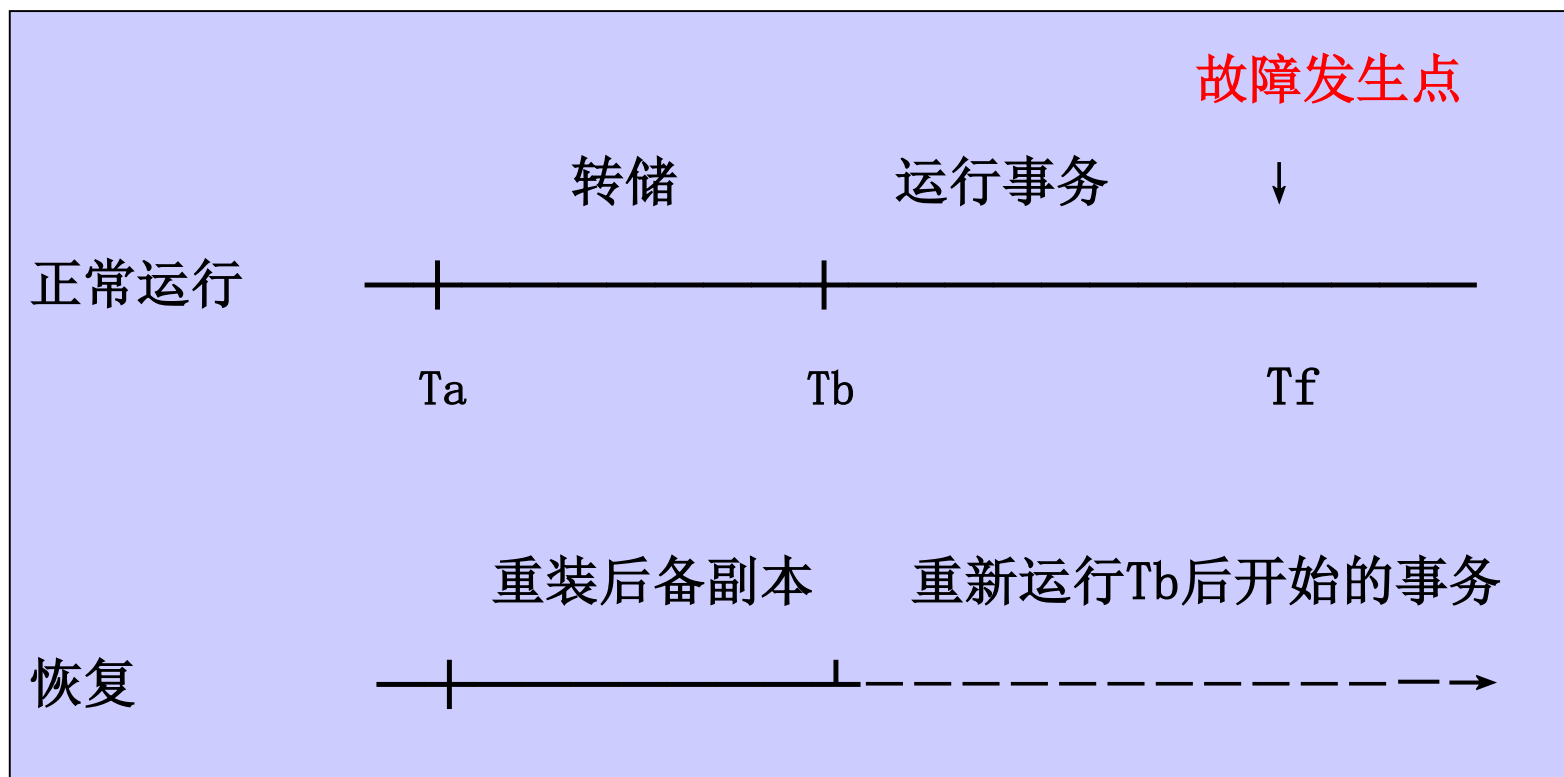 故障发生点
转储 运行事务 ↓
正常运行
Ta Tb Tf
重装后备副本 重新运行Tb后开始的事务
恢复